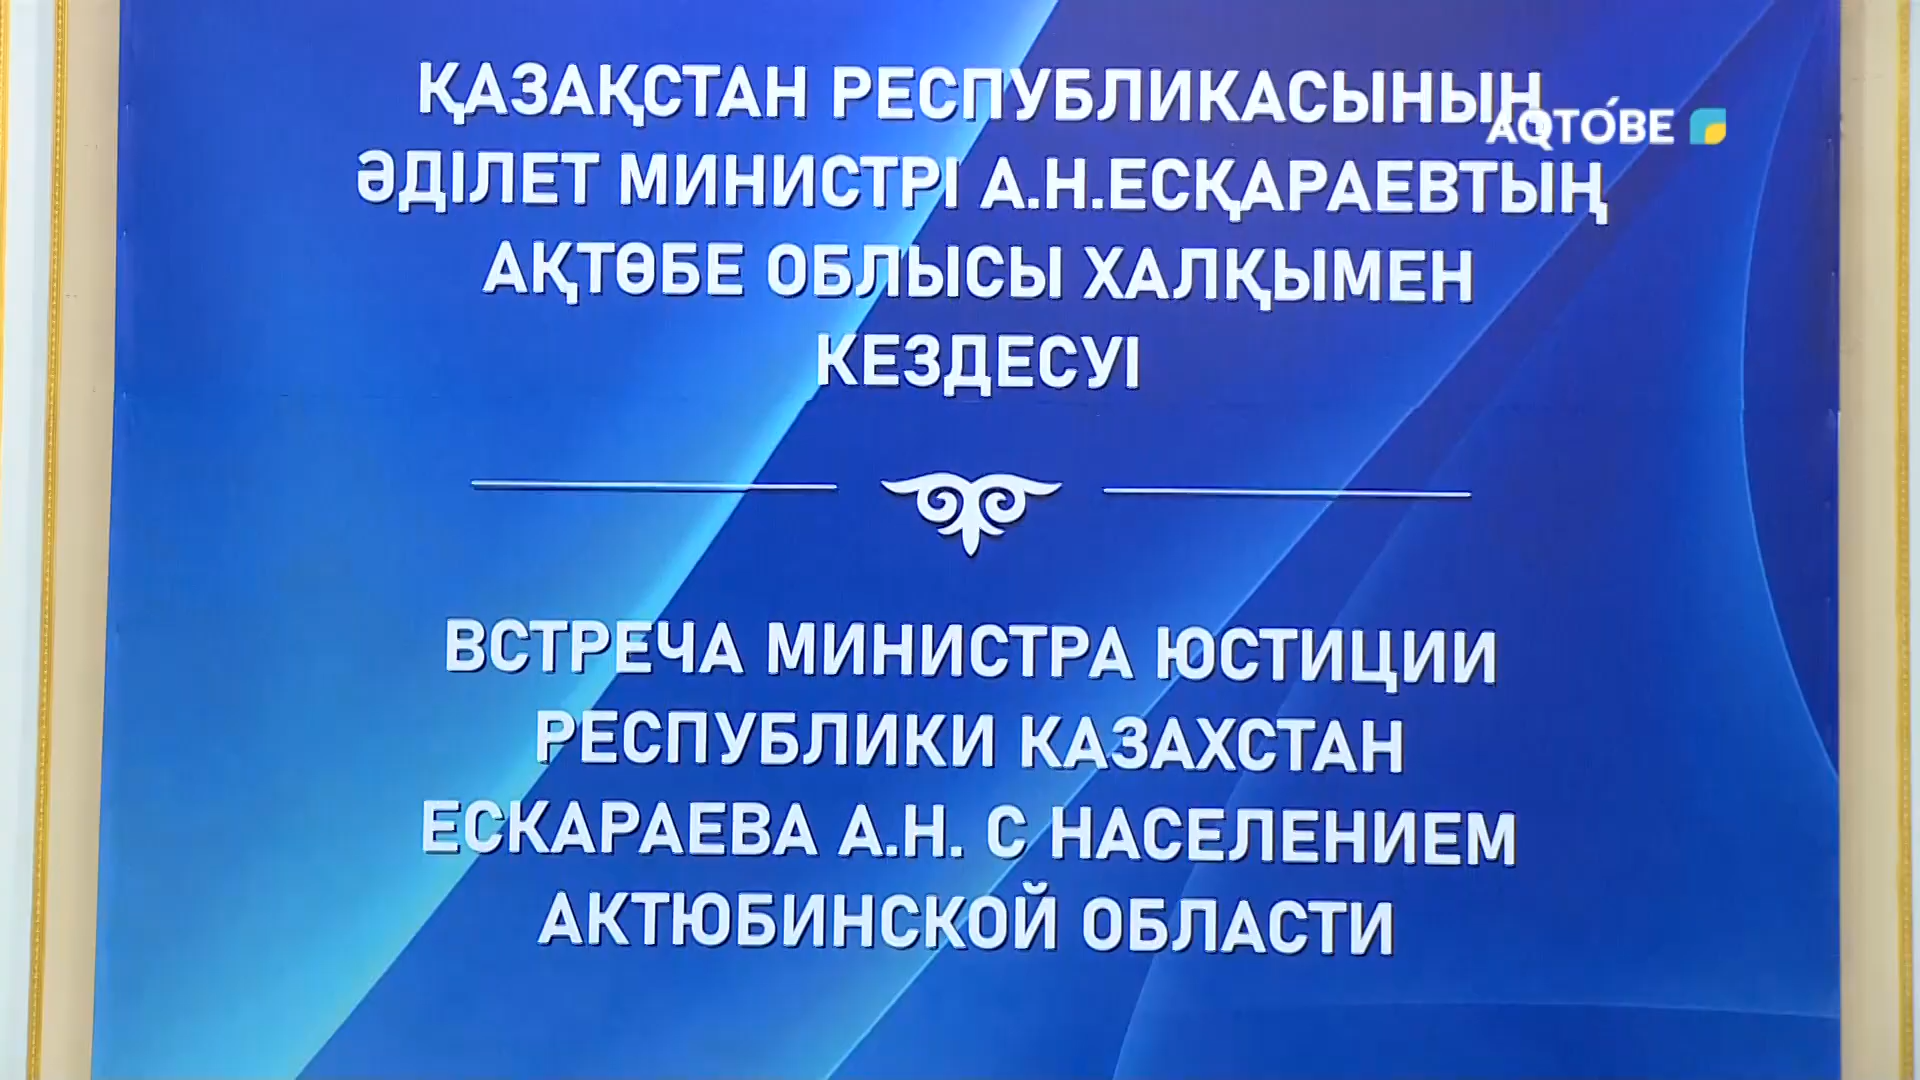 ҚАЗАҚСТАН РЕСПУБЛИКАСЫНЫҢ
AQTÓBE
ӘДІЛЕТ МИНИСТРІ А.Н.ЕСҚАРАЕВТЫҢ
АҚТӨБЕ ОБЛЫСЫ ХАЛҚЫМЕН
КЕЗДЕСУІ
ВСТРЕЧА МИНИСТРА ЮСТИЦИИ
РЕСПУБЛИКИ КАЗАХСТАН
ЕСКАРАЕВА А.Н. С НАСЕЛЕНИЕМ
АКТЮБИНСКОЙ ОБЛАСТИ